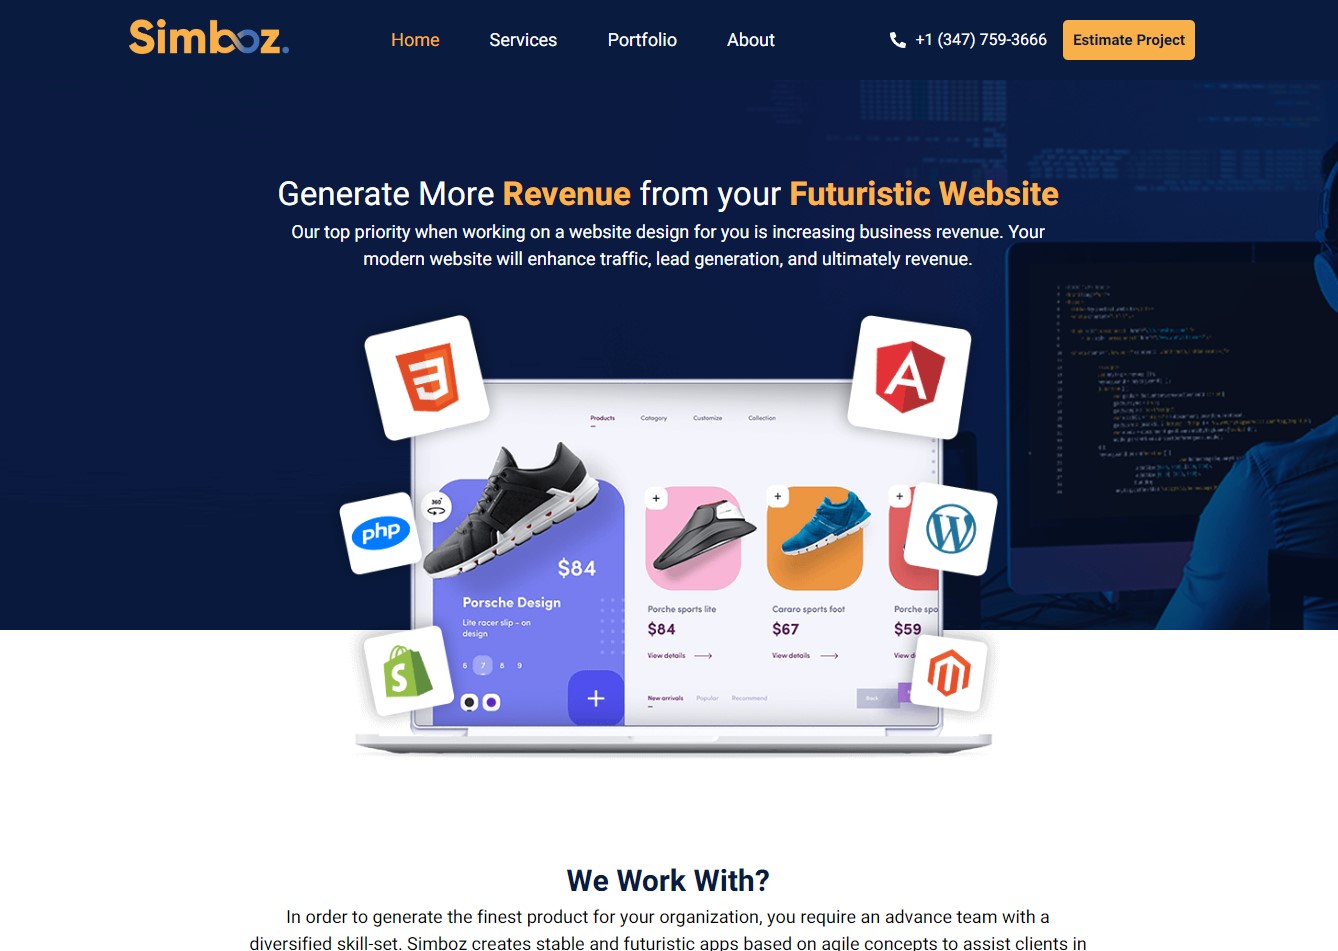 Simboz.
Home
Services
Portfolio
About
+1 (347) 759-3666
Estimate Project
Generate More Revenue from your Futuristic Website
Our top priority when working on a website design for you is increasing business revenue. Your
modern website will enhance traffic, lead generation, and ultimately revenue.
Products
Category
Customize
Collection
360°
php
$84
Porsche Design
Lite racer slip - on
design
6 7 8 9
+
+
+
+
Porche sports lite
$84
View details
Cararo sports foot
$67
View details
Porche spo
$59
View d
New arrivals
Popular
Recommend
Back
We Work With?
In order to generate the finest product for your organization, you require an advance team with a
diversified skill-set. Simboz creates stable and futuristic apps based on agile concepts to assist clients in